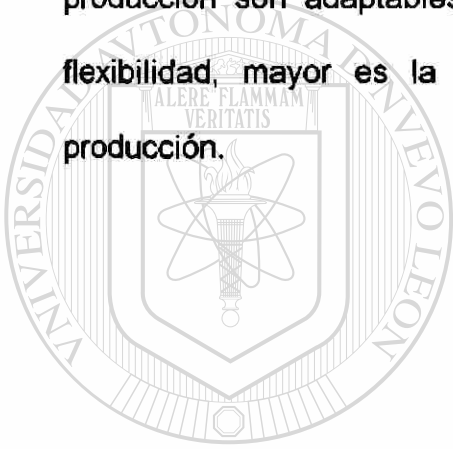 producción son adaptables
flexibilidad, mayor es la
producción.
UNIVERSIDAD AUTONOMA DE NUEVO LEON
ALERE FLAMMAM
VERITATIS